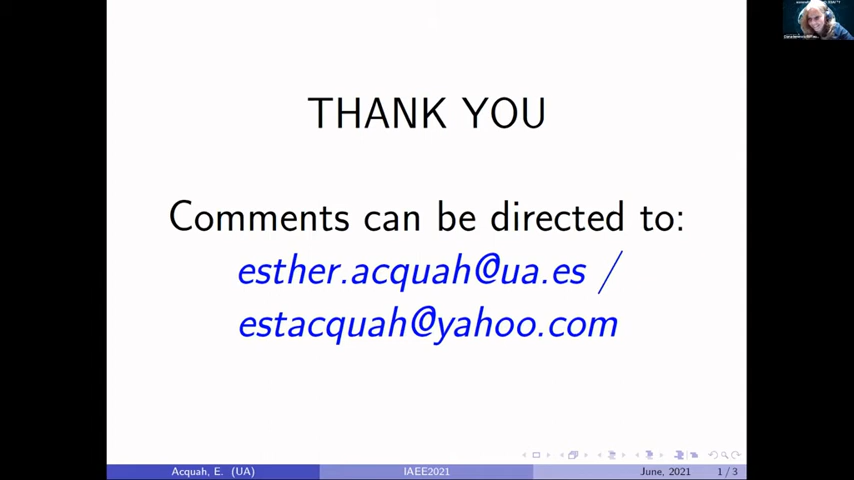 THANK YOU
Comments can be directed to:
esther.acquah@ua.es /
estacquah@yahoo.com
Acquah, E. (UA)
IAEE2021
June, 2021
1 / 3